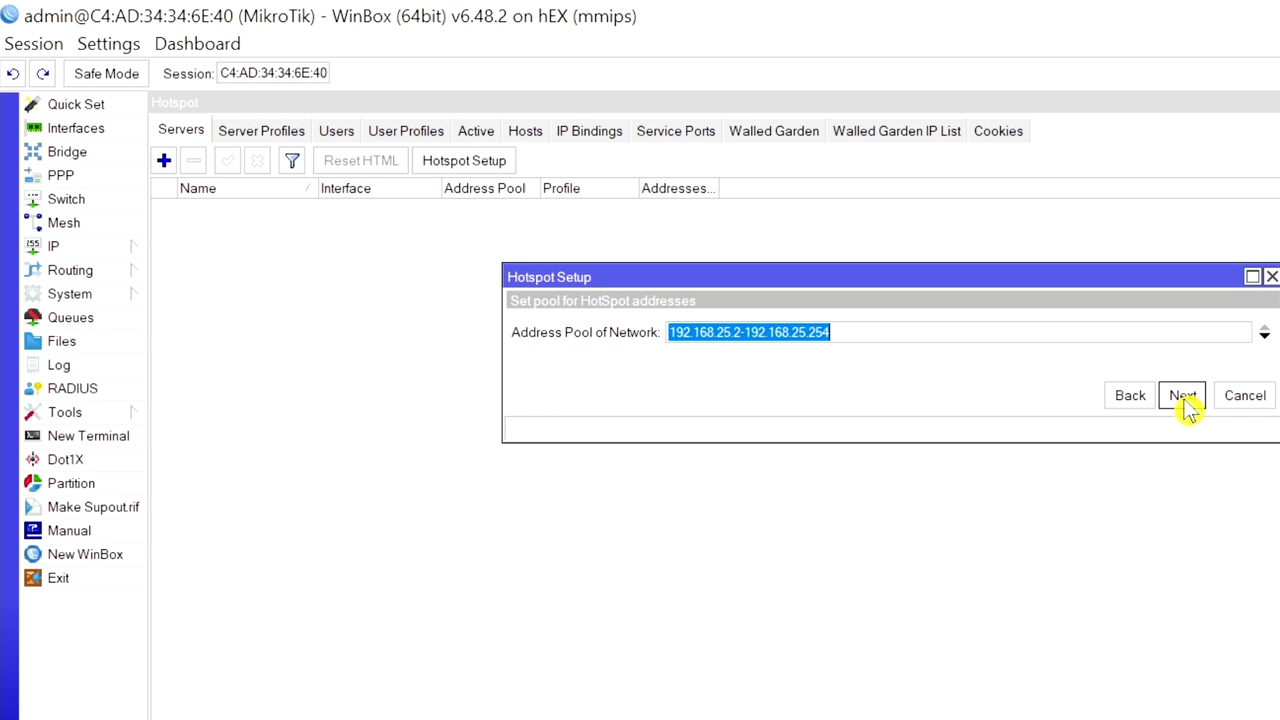 admin@C4:AD:34:34:6E:40 (MikroTik) - WinBox (64bit) v6.48.2 on hEX (mmips)
Session Settings Dashboard
Safe Mode Session: C4:AD:34:34:6E:40
Quick Set
Interfaces
Bridge
PPP
Switch
Mesh
IP
Routing
System
Queues
Files
Log
RADIUS
Tools
New Terminal
Dot1X
Partition
Make Supout.rif
Manual
New WinBox
Exit
Hotspot
Servers Server Profiles Users User Profiles Active Hosts IP Bindings Service Ports Walled Garden Walled Garden IP List Cookies
Reset HTML Hotspot Setup
Name Interface Address Pool Profile Addresses...
Hotspot Setup
Set pool for HotSpot addresses
Address Pool of Network: 192.168.25.2-192.168.25.254
Back Next Cancel